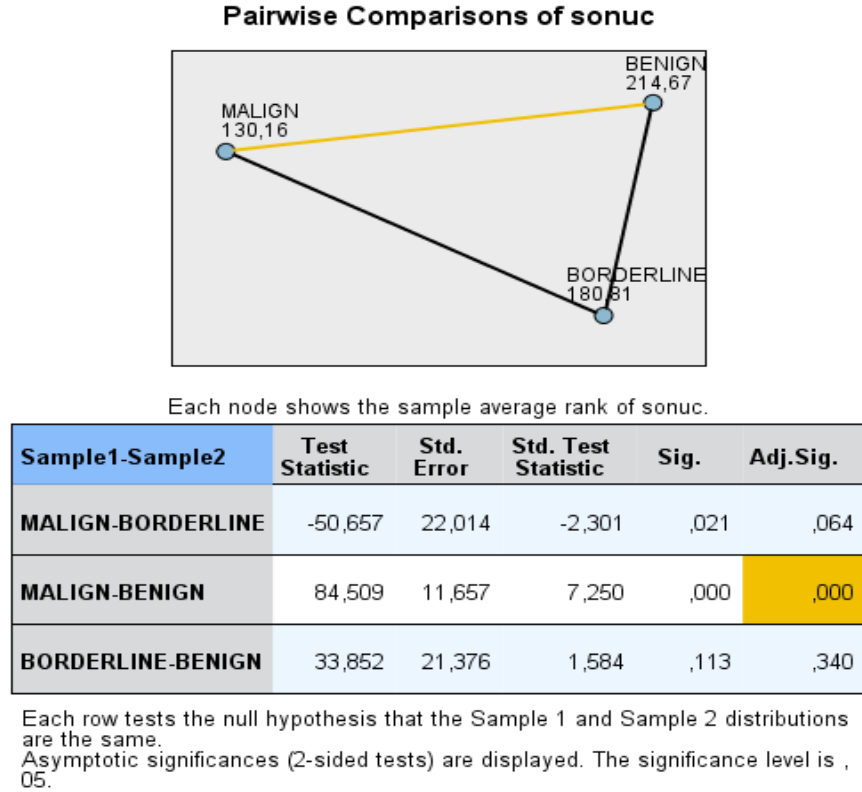 Pairwise Comparisons of sonuc
BENIGN
214,67
MALIGN
130,16
BORDERLINE
180,81
Each node shows the sample average rank of sonuc.
Sample1-Sample2 Test Statistic Std. Error Std. Test Statistic Sig. Adj.Sig.
MALIGN-BORDERLINE -50,657 22,014 -2,301 ,021 ,064
MALIGN-BENIGN 84,509 11,657 7,250 ,000 ,000
BORDERLINE-BENIGN 33,852 21,376 1,584 ,113 ,340
Each row tests the null hypothesis that the Sample 1 and Sample 2 distributions
are the same.
Asymptotic significances (2-sided tests) are displayed. The significance level is ,
05.